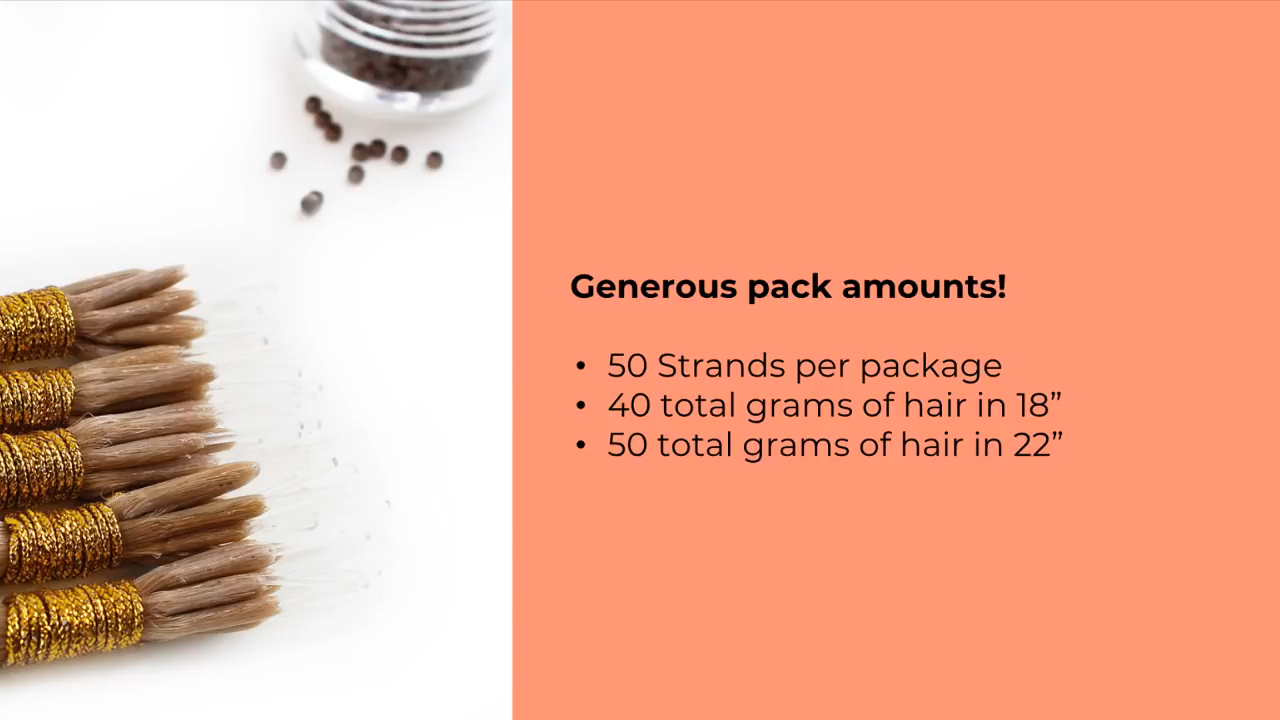 Generous pack amounts!
• 50 Strands per package
• 40 total grams of hair in 18”
• 50 total grams of hair in 22”